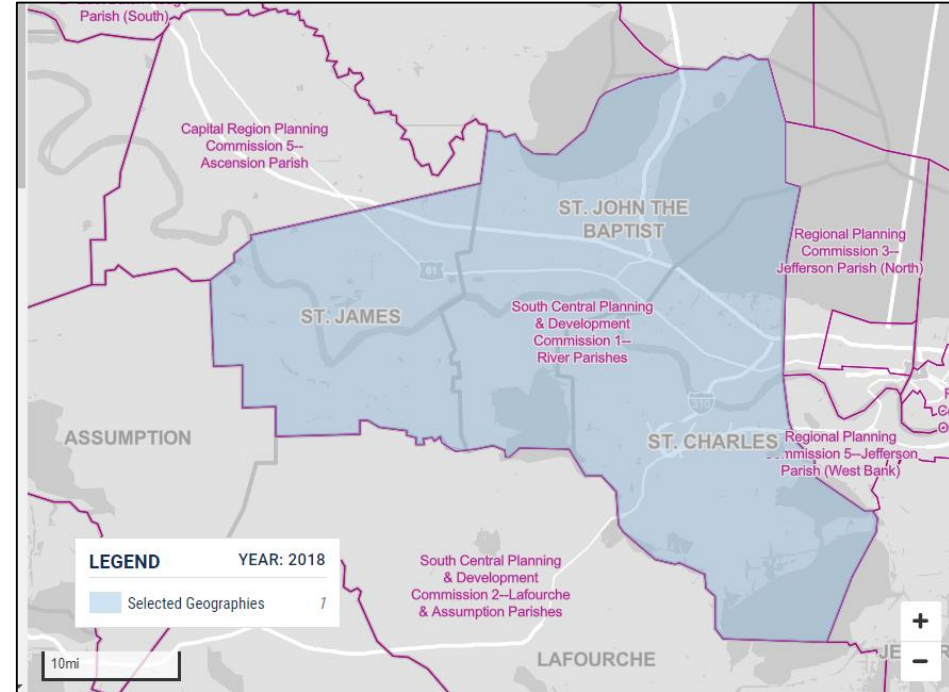 Parish (South)
Capital Region Planning
Commission 5--
Ascension Parish
ST. JOHN THE
BAPTIST
Regional Planning
Commission 3--
Jefferson Parish (North)
61
ST. JAMES
South Central Planning
& Development
Commission 1--
River Parishes
310
ASSUMPTION
ST. CHARLES
Regional Planning
Commission 5--Jefferson
Parish (West Bank)
LEGEND YEAR: 2018
Selected Geographies 1
South Central Planning
& Development
Commission 2--Lafourche
& Assumption Parishes
+
−
10mi
LAFOURCHE